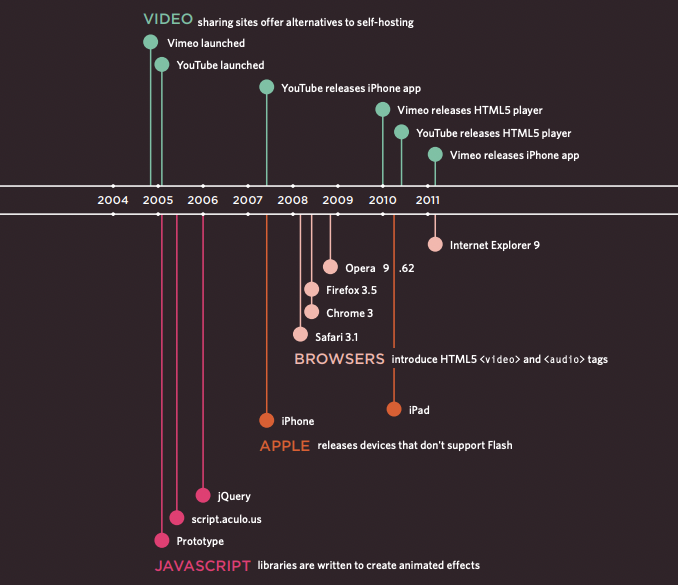 VIDEO sharing sites offer alternatives to self-hosting
Vimeo launched
YouTube launched
YouTube releases iPhone app
Vimeo releases HTML5 player
YouTube releases HTML5 player
Vimeo releases iPhone app
2004 2005 2006 2007 2008 2009 2010 2011
Internet Explorer 9
Opera 9 .62
Firefox 3.5
Chrome 3
Safari 3.1
BROWSERS introduce HTML5 <video> and <audio> tags
iPad
iPhone
APPLE releases devices that don't support Flash
jQuery
script.aculo.us
Prototype
JAVASCRIPT libraries are written to create animated effects